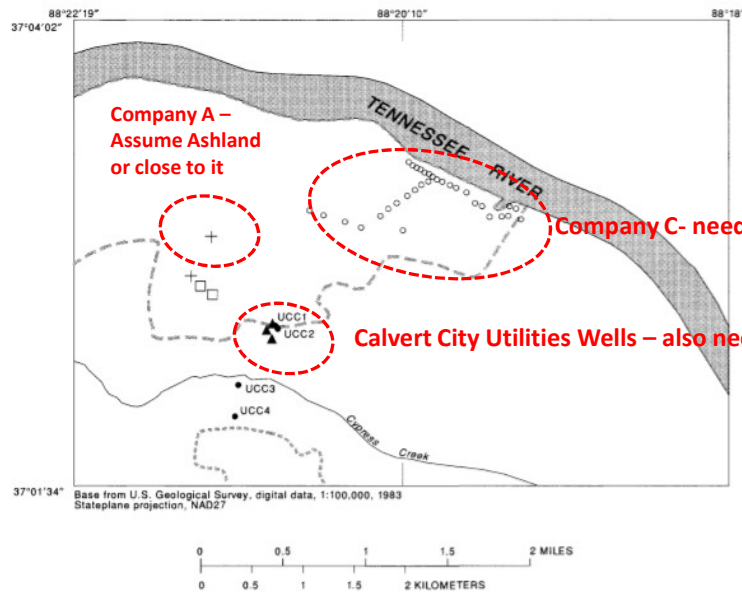 88°22'19"
88°20'10"
88°18'
37°04'02"
Company A –
Assume Ashland
or close to it
TENNESSEE RIVER
Company C- need
UCC1
UCC2
Calvert City Utilities Wells – also nee
UCC3
UCC4
Cypress Creek
37°01'34"
Base from U.S. Geological Survey, digital data, 1:100,000, 1983
Stateplane projection, NAD27
0 0.5 1 1.5 2 MILES
0 0.5 1 1.5 2 KILOMETERS